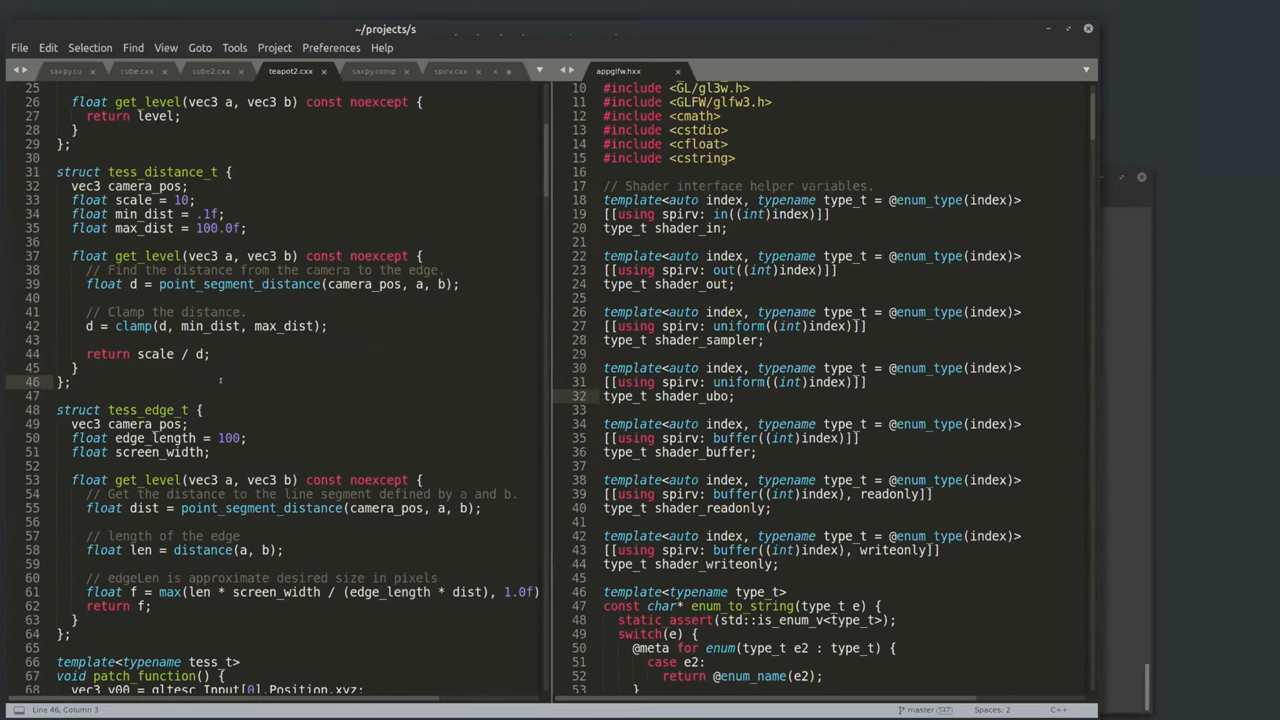 ~/projects/s
File Edit Selection Find View Goto Tools Project Preferences Help
saxpy.cu cube.cxx cube2.cxx teapot2.cxx saxpy.comp spirv.cxx
25
26 float get_level(vec3 a, vec3 b) const noexcept {
27 return level;
28 }
29 };
30
31 struct tess_distance_t {
32 vec3 camera_pos;
33 float scale = 10;
34 float min_dist = .1f;
35 float max_dist = 100.0f;
36
37 float get_level(vec3 a, vec3 b) const noexcept {
38 // Find the distance from the camera to the edge.
39 float d = point_segment_distance(camera_pos, a, b);
40
41 // Clamp the distance.
42 d = clamp(d, min_dist, max_dist);
43
44 return scale / d;
45 }
46 };
47
48 struct tess_edge_t {
49 vec3 camera_pos;
50 float edge_length = 100;
51 float screen_width;
52
53 float get_level(vec3 a, vec3 b) const noexcept {
54 // Get the distance to the line segment defined by a and b.
55 float dist = point_segment_distance(camera_pos, a, b);
56
57 // length of the edge
58 float len = distance(a, b);
59
60 // edgeLen is approximate desired size in pixels
61 float f = max(len * screen_width / (edge_length * dist), 1.0f)
62 return f;
63 }
64 };
65
66 template<typename tess_t>
67 void patch_function() {
68 vec3 v00 = gltesc_Input[0].Position.xyz;
appglfw.hxx
10 #include <GL/gl3w.h>
11 #include <GLFW/glfw3.h>
12 #include <cmath>
13 #include <cstdio>
14 #include <cfloat>
15 #include <cstring>
16
17 // Shader interface helper variables.
18 template<auto index, typename type_t = @enum_type(index)>
19 [[using spirv: in((int)index)]]
20 type_t shader_in;
21
22 template<auto index, typename type_t = @enum_type(index)>
23 [[using spirv: out((int)index)]]
24 type_t shader_out;
25
26 template<auto index, typename type_t = @enum_type(index)>
27 [[using spirv: uniform((int)index)]]
28 type_t shader_sampler;
29
30 template<auto index, typename type_t = @enum_type(index)>
31 [[using spirv: uniform((int)index)]]
32 type_t shader_ubo;
33
34 template<auto index, typename type_t = @enum_type(index)>
35 [[using spirv: buffer((int)index)]]
36 type_t shader_buffer;
37
38 template<auto index, typename type_t = @enum_type(index)>
39 [[using spirv: buffer((int)index), readonly]]
40 type_t shader_readonly;
41
42 template<auto index, typename type_t = @enum_type(index)>
43 [[using spirv: buffer((int)index), writeonly]]
44 type_t shader_writeonly;
45
46 template<typename type_t>
47 const char* enum_to_string(type_t e) {
48 static_assert(std::is_enum_v<type_t>);
49 switch(e) {
50 @meta for enum(type_t e2 : type_t) {
51 case e2:
52 return @enum_name(e2);
53 }
Line 46, Column 3
master Spaces: 2 C++